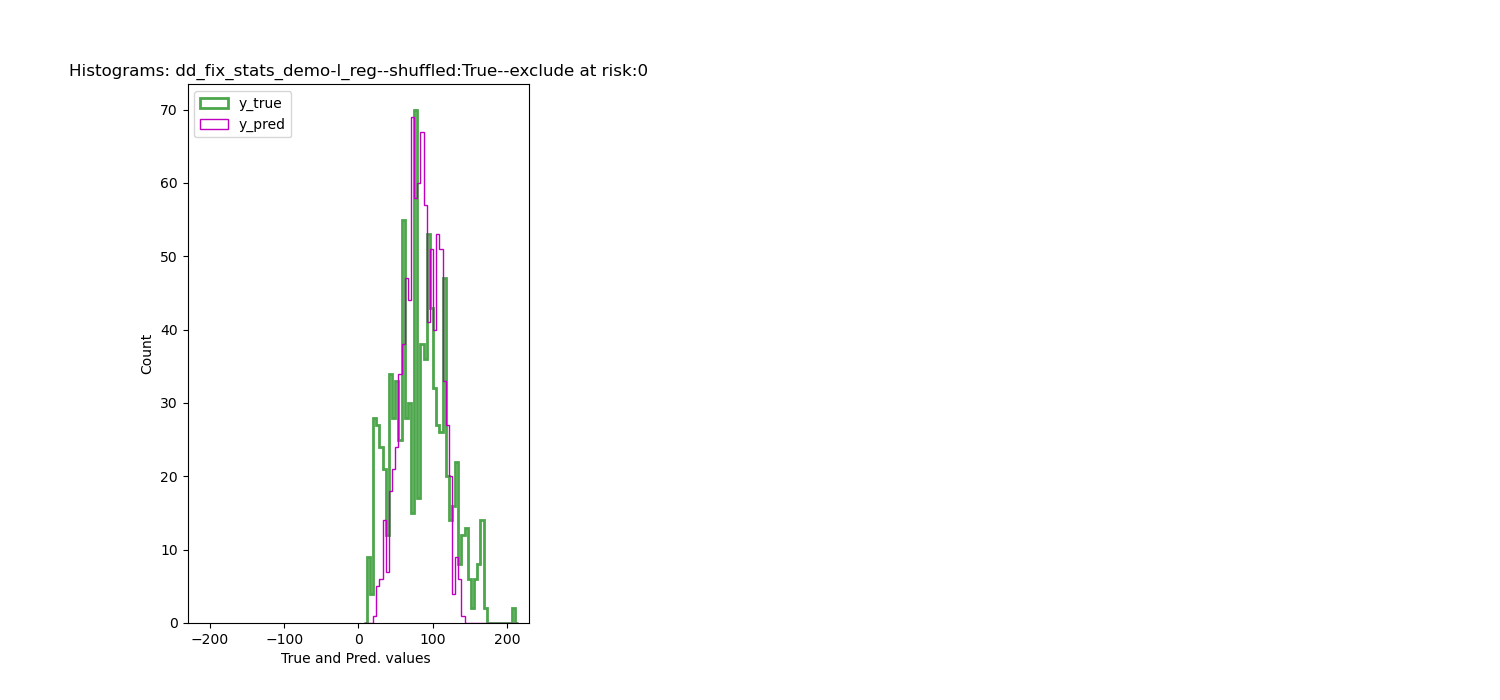 Histograms: dd_fix_stats_demo-l_reg--shuffled:True--exclude at risk:0
y_true
y_pred
70
60
50
40
30
20
10
0
Count
−200
−100
0
100
200
True and Pred. values